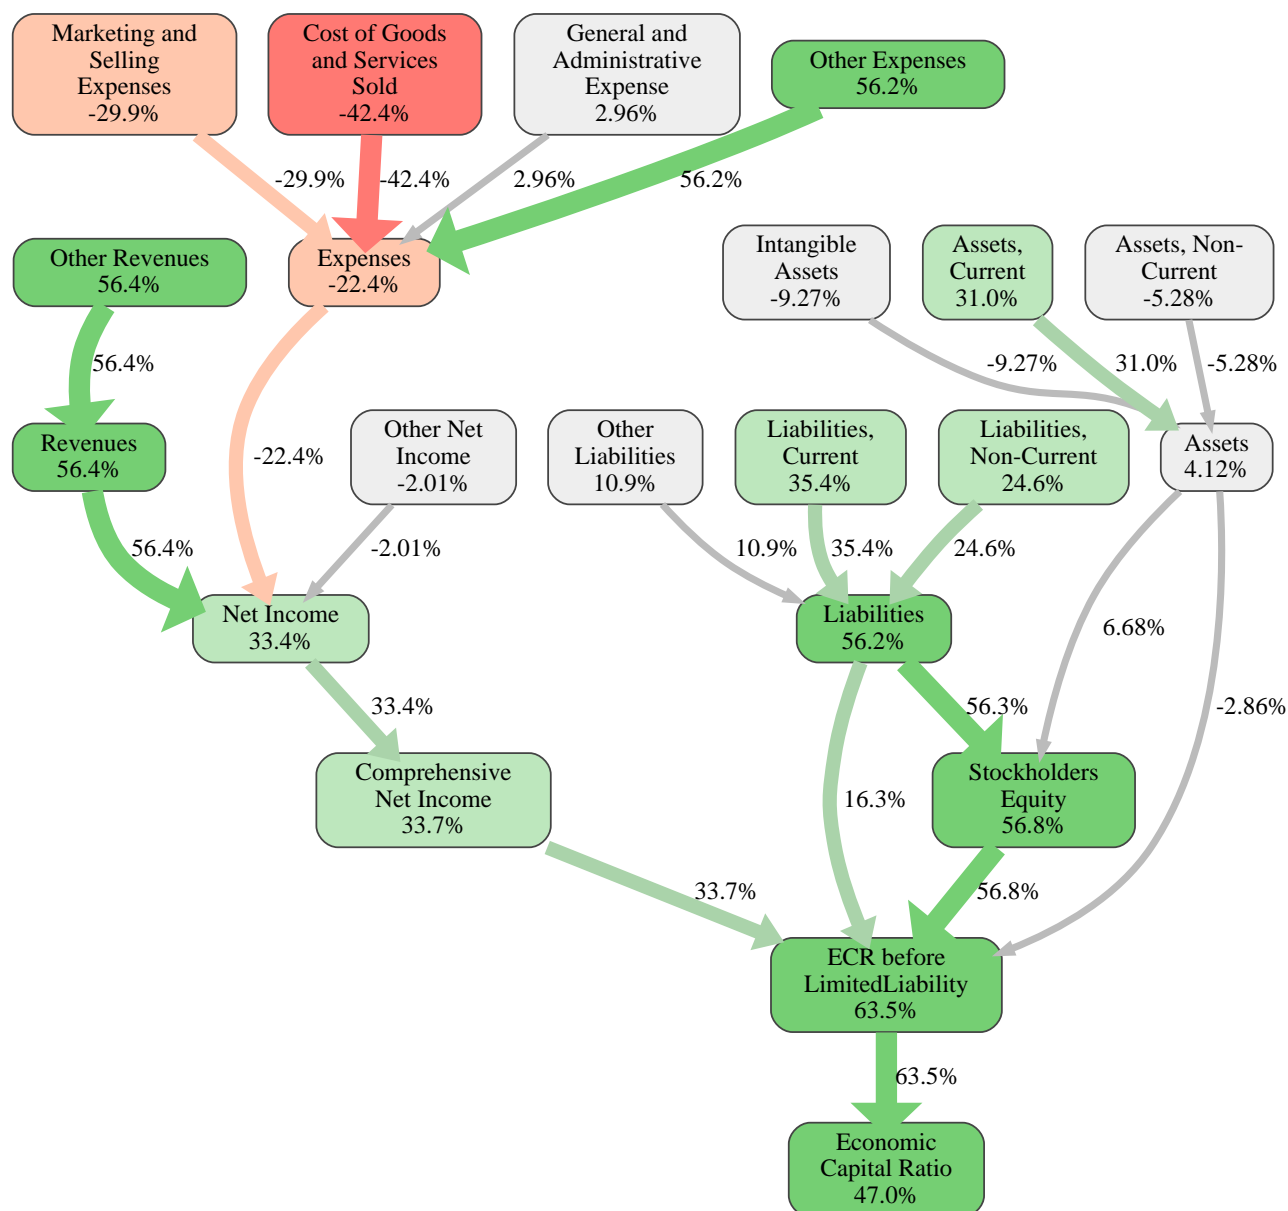 Marketing and
Selling
Expenses
-29.9%
Cost of Goods
and Services
Sold
-42.4%
General and
Administrative
Expense
2.96%
Other Expenses
56.2%
-29.9%
-42.4%
2.96%
56.2%
Other Revenues
56.4%
Expenses
-22.4%
Intangible
Assets
-9.27%
Assets,
Current
31.0%
Assets, Non-
Current
-5.28%
56.4%
-9.27%
31.0%
-5.28%
Revenues
56.4%
-22.4%
Other Net
Income
-2.01%
Other
Liabilities
10.9%
Liabilities,
Current
35.4%
Liabilities,
Non-Current
24.6%
Assets
4.12%
56.4%
-2.01%
10.9%
35.4%
24.6%
Net Income
33.4%
Liabilities
56.2%
6.68%
33.4%
56.3%
-2.86%
Comprehensive
Net Income
33.7%
16.3%
Stockholders
Equity
56.8%
33.7%
56.8%
ECR before
LimitedLiability
63.5%
63.5%
Economic
Capital Ratio
47.0%